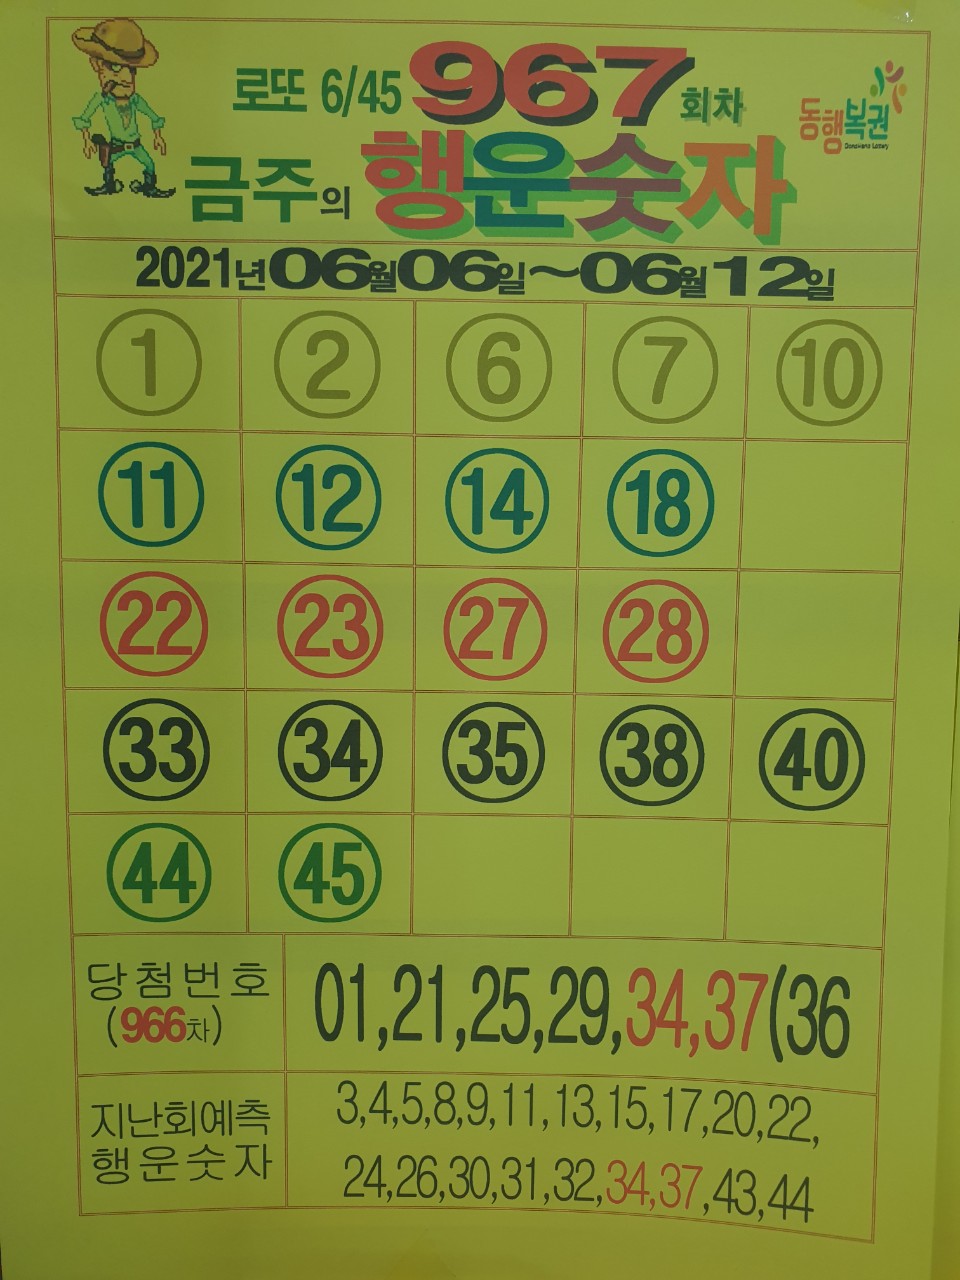 로또 6/45 967회차
동행복권
DongHang Lottery
금주의 행운숫자
2021년06월06일~06월12일
1 2 6 7 10
11 12 14 18
22 23 27 28
33 34 35 38 40
44 45
당첨번호
(966차)
01,21,25,29,34,37(36
지난회예측
행운숫자
3,4,5,8,9,11,13,15,17,20,22,
24,26,30,31,32,34,37,43,44